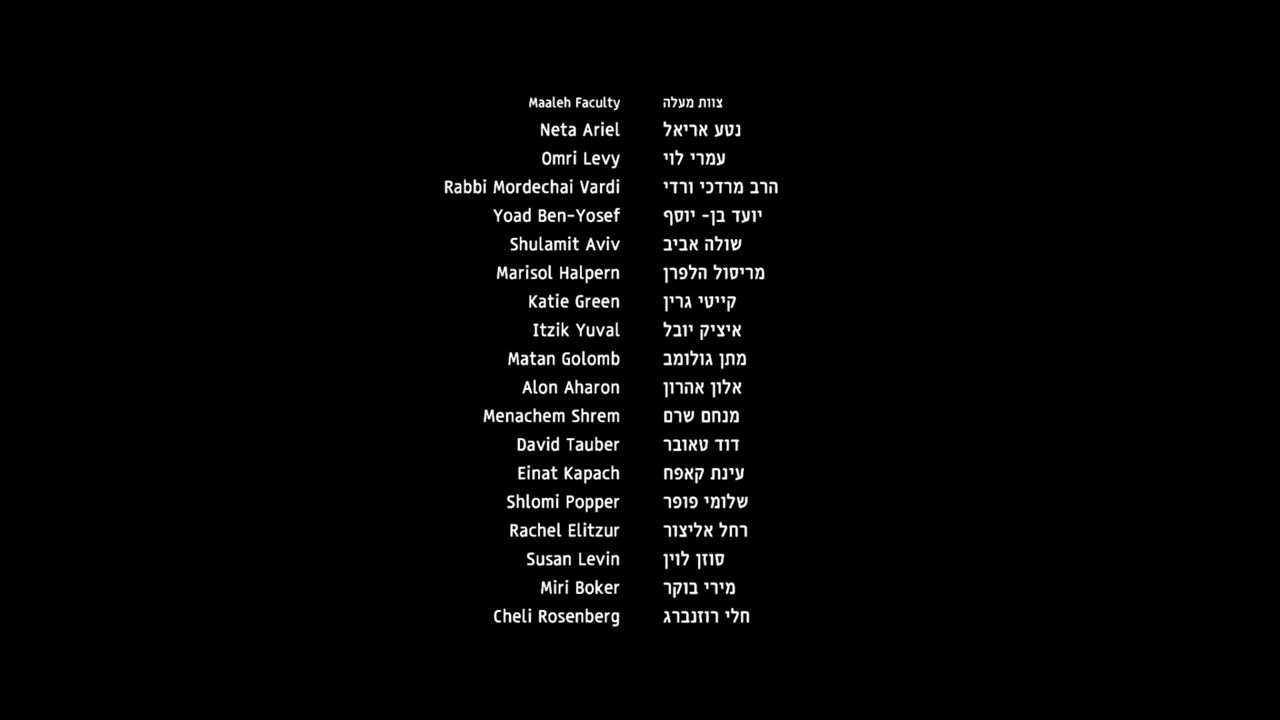 Maaleh Faculty צוות מעלה
Neta Ariel נטע אריאל
Omri Levy עמרי לוי
Rabbi Mordechai Vardi הרב מרדכי ורדי
Yoad Ben-Yosef יועד בן- יוסף
Shulamit Aviv שולה אביב
Marisol Halpern מריסול הלפרן
Katie Green קייטי גרין
Itzik Yuval איציק יובל
Matan Golomb מתן גולומב
Alon Aharon אלון אהרון
Menachem Shrem מנחם שרם
David Tauber דוד טאובר
Einat Kapach עינת קאפח
Shlomi Popper שלומי פופר
Rachel Elitzur רחל אליצור
Susan Levin סוזן לוין
Miri Boker מירי בוקר
Cheli Rosenberg חלי רוזנברג